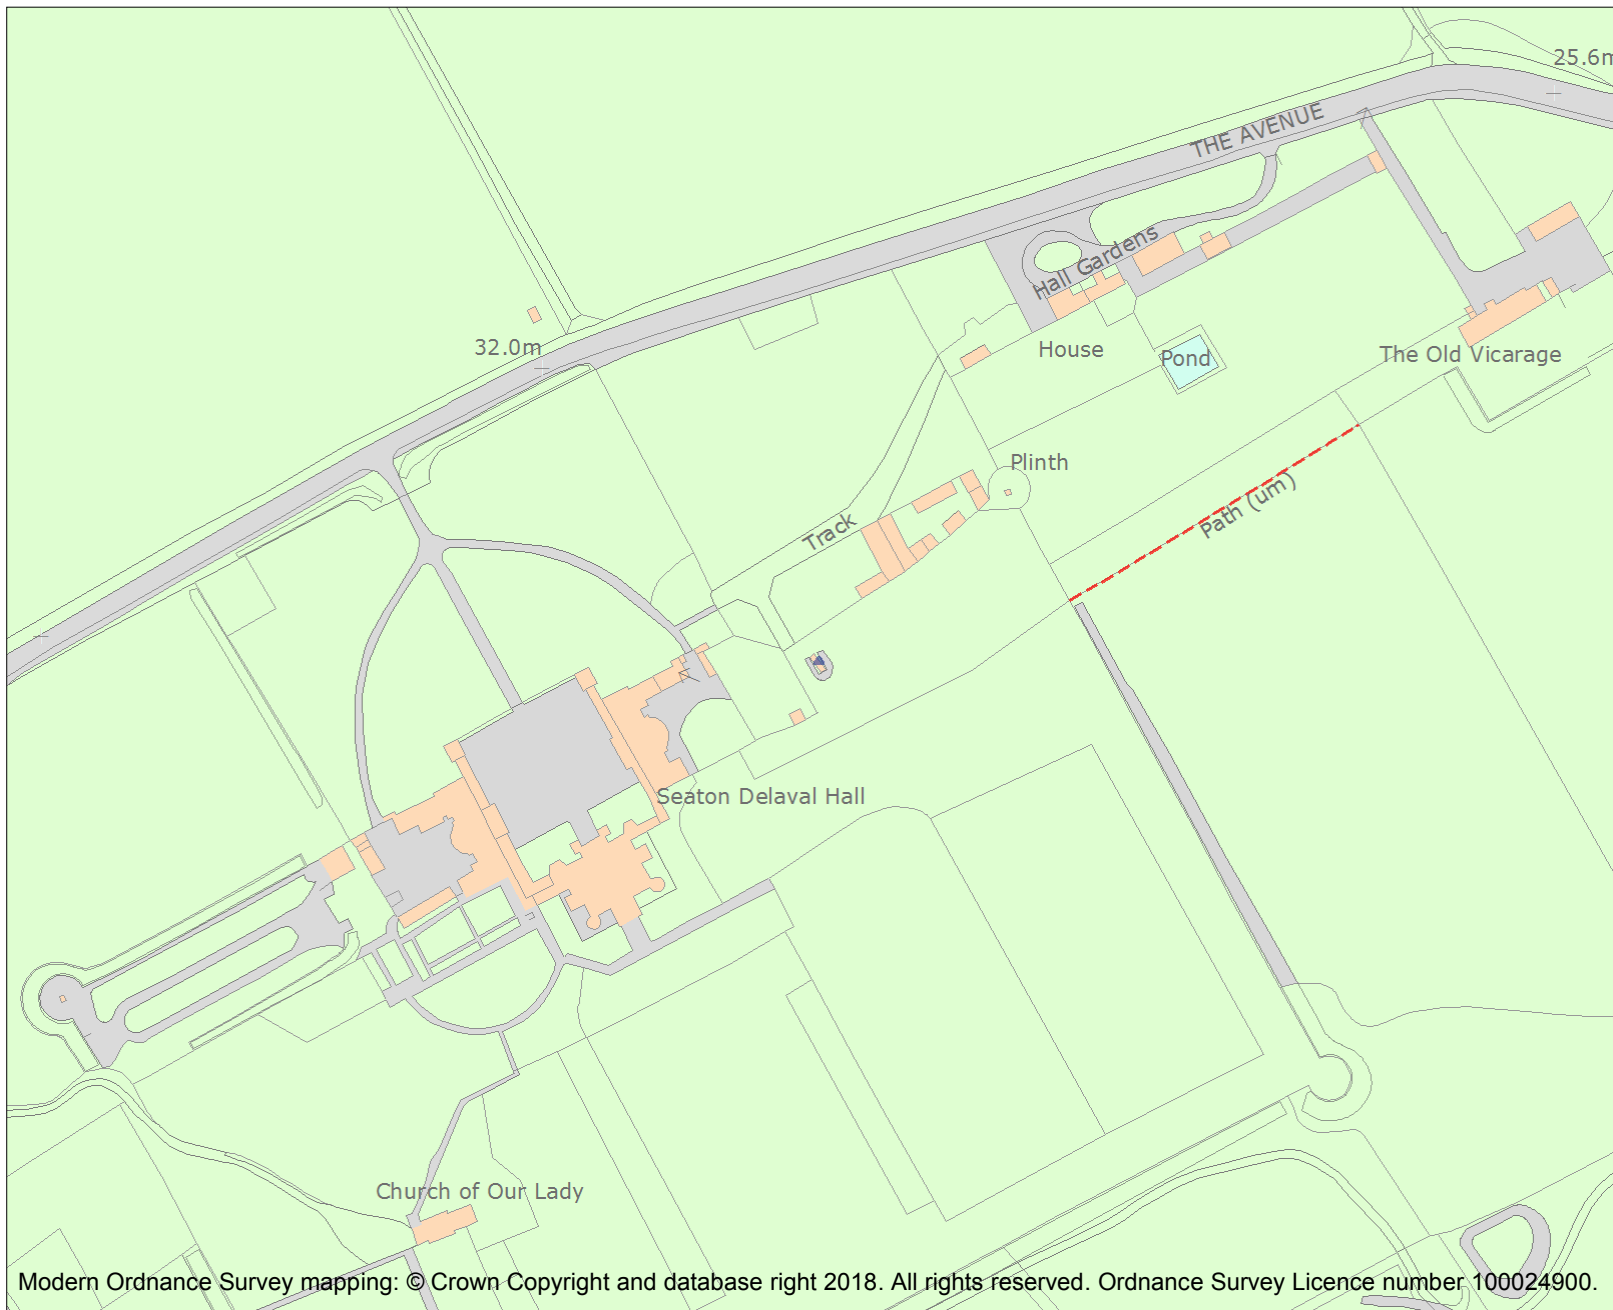 25.6m
THE AVENUE
Hall Gardens
32.0m
House
Pond
The Old Vicarage
Plinth
Path (um)
Track
Seaton Delaval Hall
Church of Our Lady
Modern Ordnance Survey mapping: © Crown Copyright and database right 2018. All rights reserved. Ordnance Survey Licence number 100024900.